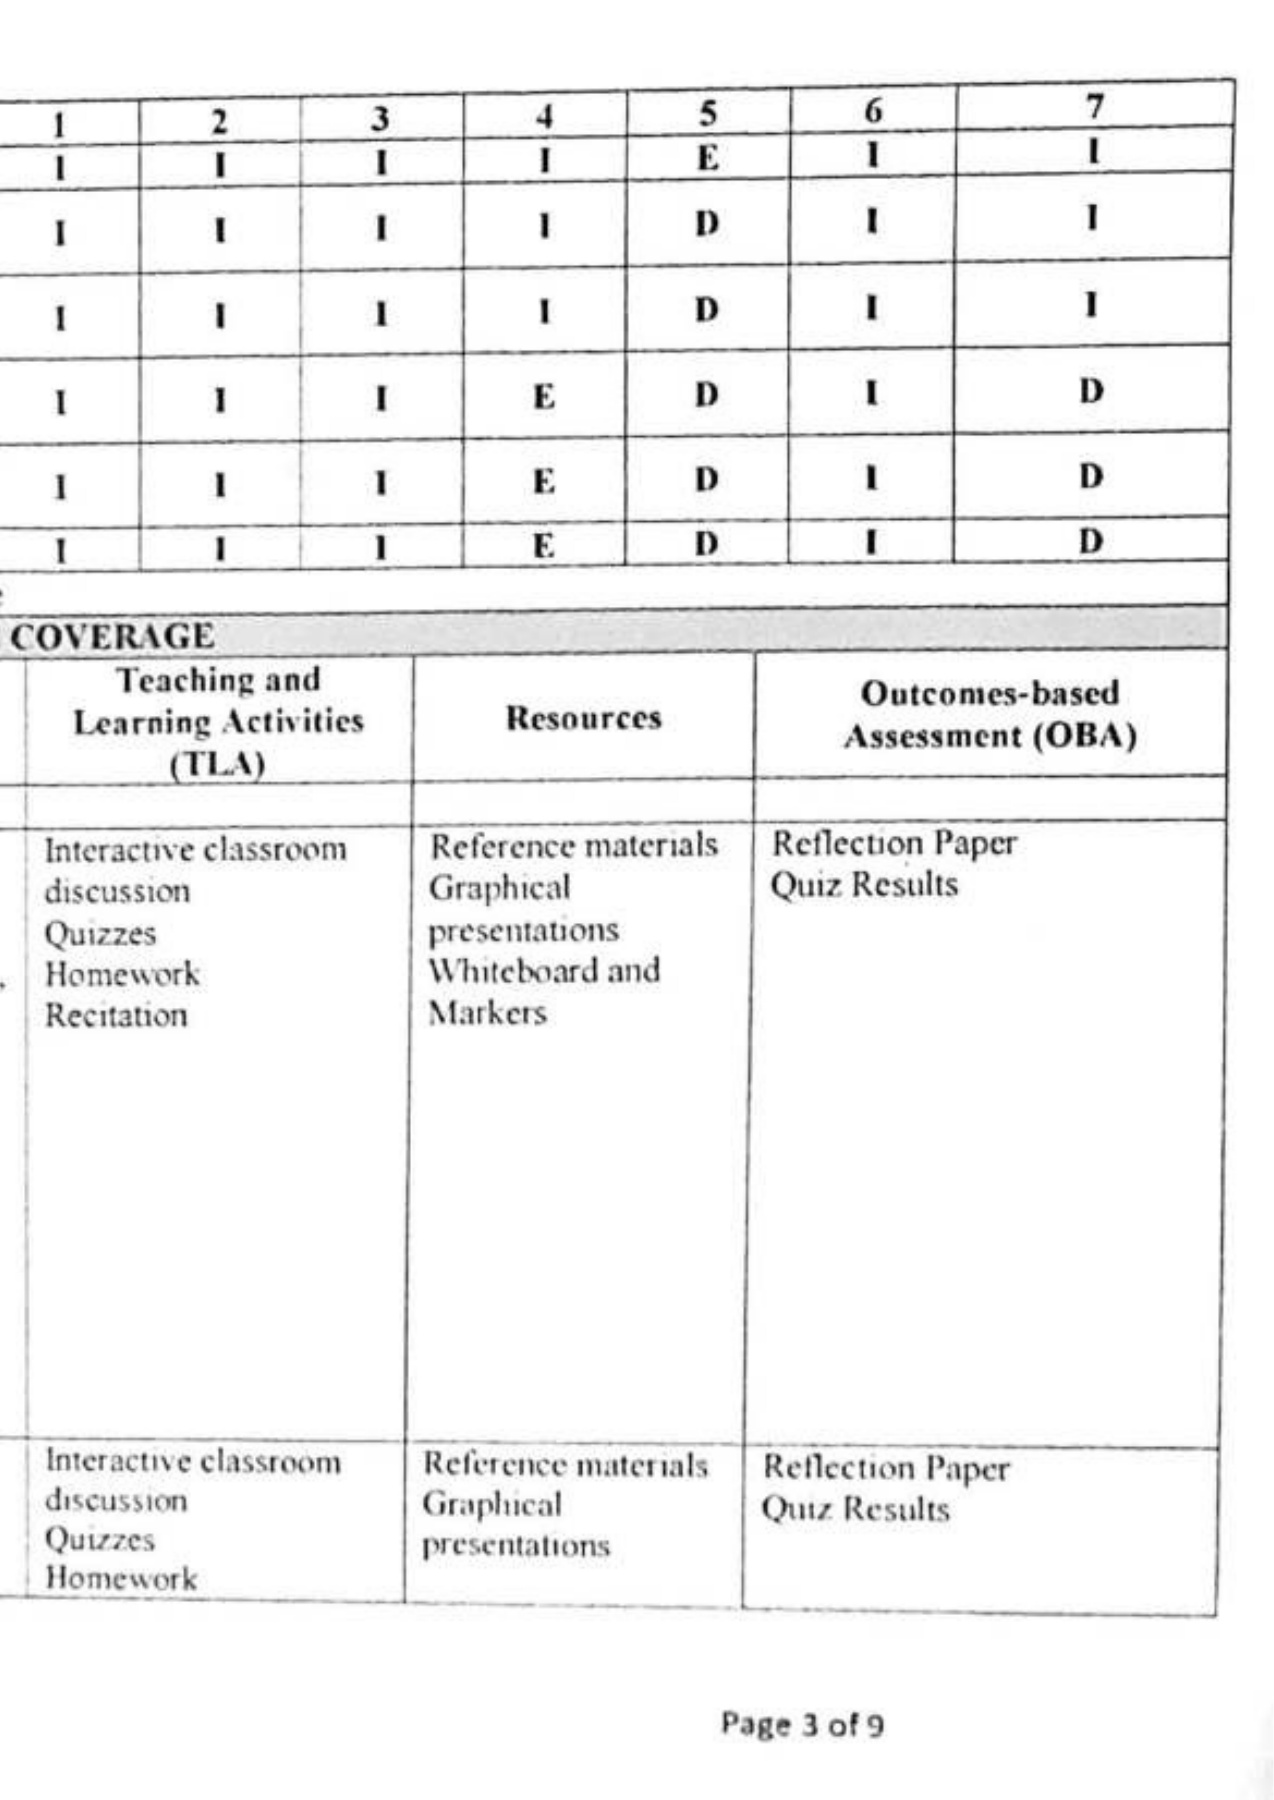 1 2 3 4 5 6 7
I I I I E I I
I I I I D I I
I I I I D I I
I I I E D I D
I I I E D I D
I I I E D I D
COVERAGE
Teaching and
Learning Activities
(TLA)
Resources
Outcomes-based
Assessment (OBA)
Interactive classroom
discussion
Quizzes
Homework
Recitation
Reference materials
Graphical
presentations
Whiteboard and
Markers
Reflection Paper
Quiz Results
Interactive classroom
discussion
Quizzes
Homework
Reference materials
Graphical
presentations
Reflection Paper
Quiz Results
Page 3 of 9